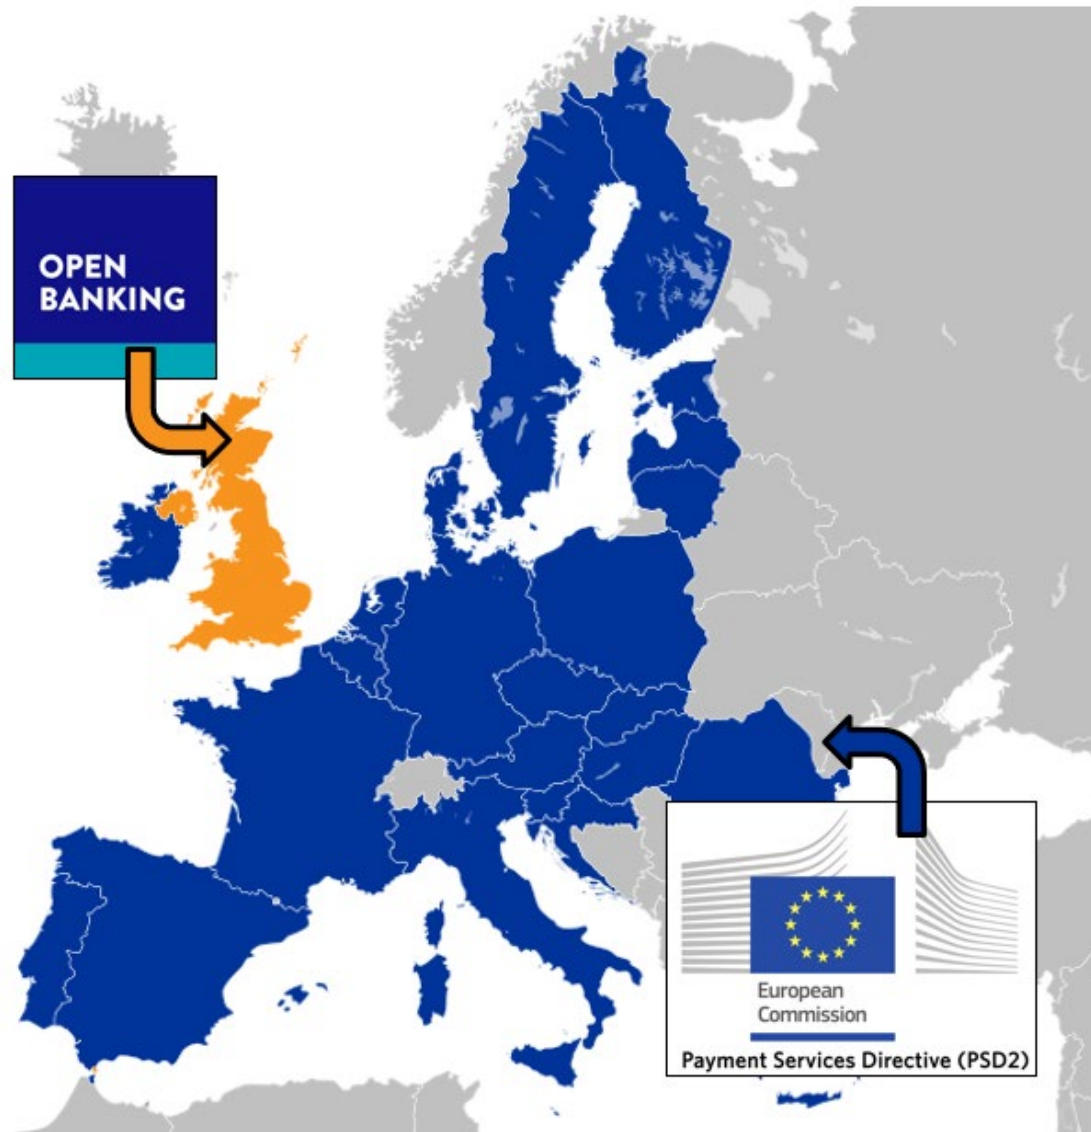 OPEN
BANKING
European
Commission
Payment Services Directive (PSD2)